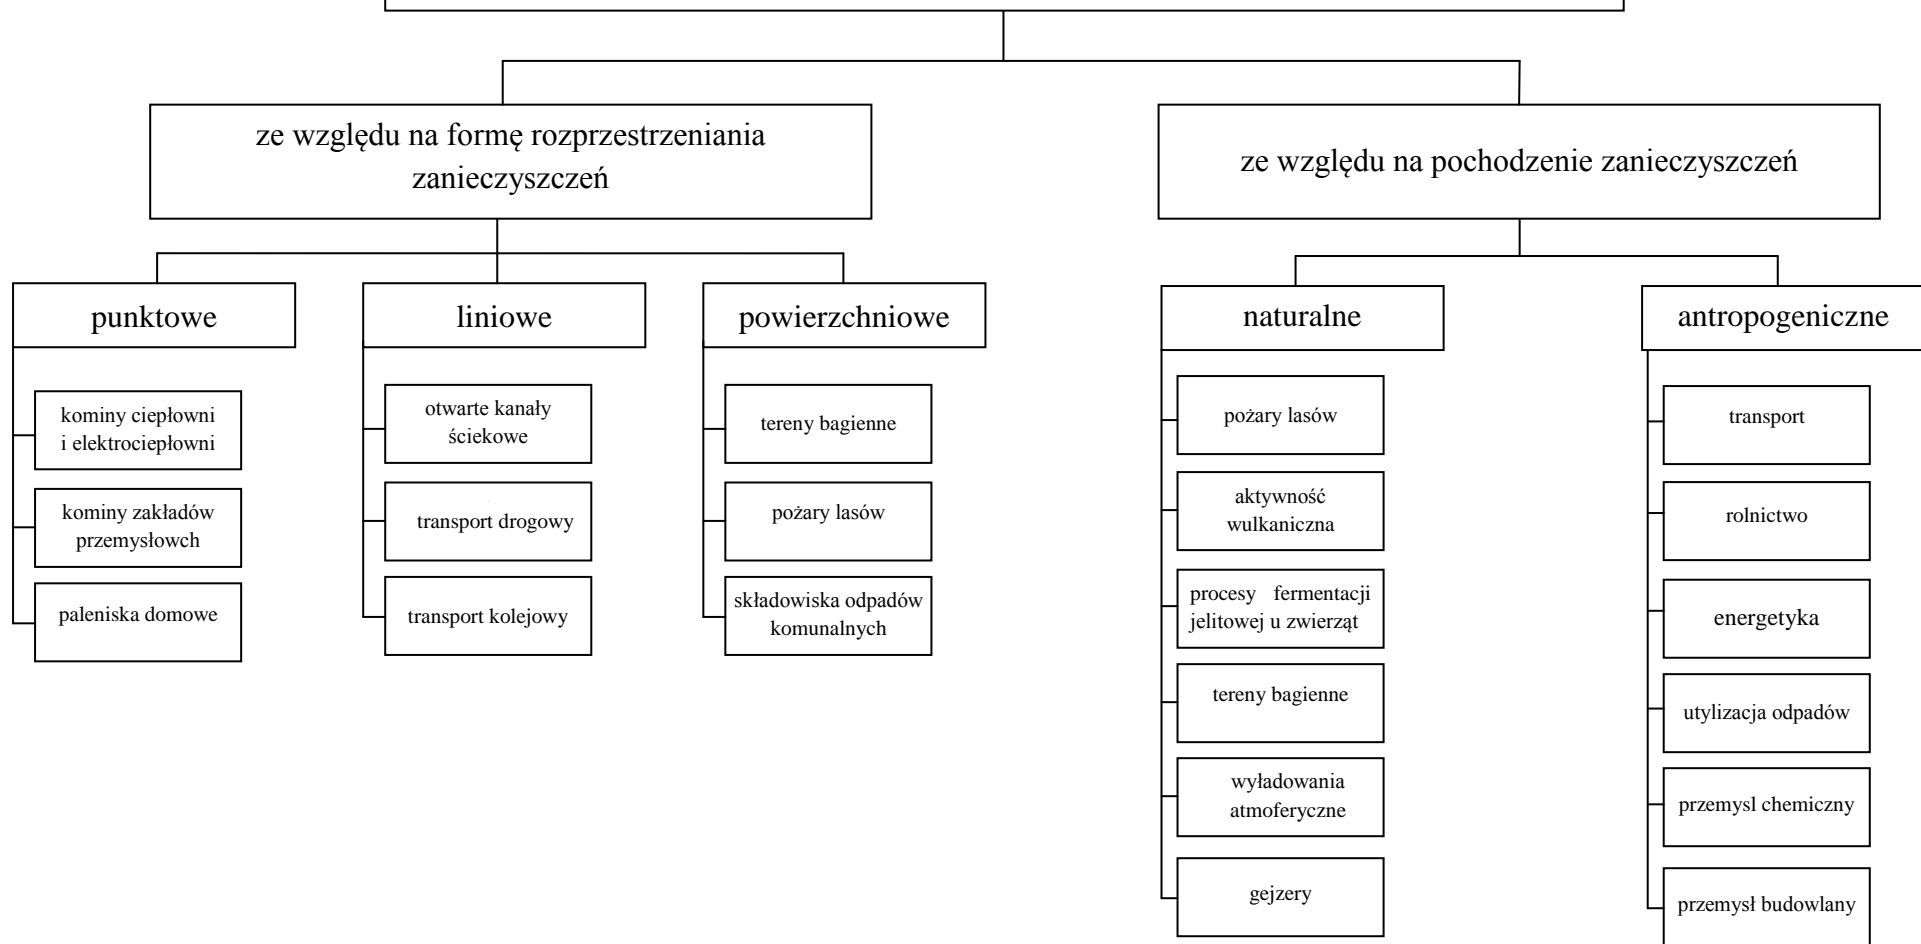 ze względu na formę rozprzestrzeniania
zanieczyszczeń
ze względu na pochodzenie zanieczyszczeń
punktowe
liniowe
powierzchniowe
naturalne
antropogeniczne
kominy ciepłowni
i elektrociepłowni
kominy zakładów
przemysłowch
paleniska domowe
otwarte kanały
ściekowe
transport drogowy
transport kolejowy
tereny bagienne
pożary lasów
składowiska odpadów
komunalnych
pożary lasów
aktywność
wulkaniczna
procesy fermentacji
jelitowej u zwierząt
tereny bagienne
wyładowania
atmoferyczne
gejzery
transport
rolnictwo
energetyka
utylizacja odpadów
przemysl chemiczny
przemysł budowlany